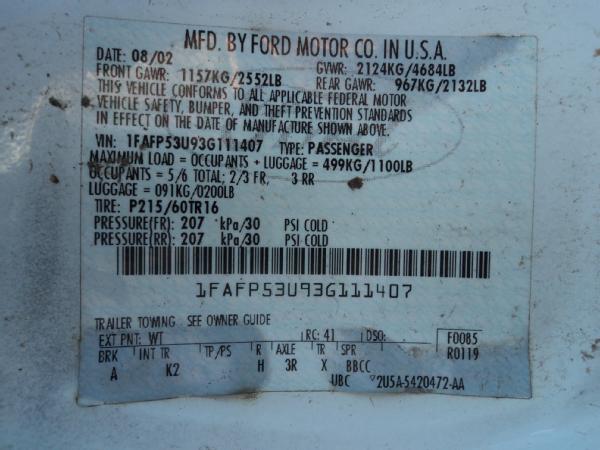 MFD. BY FORD MOTOR CO. IN U.S.A.
DATE: 08/02 GVWR: 2124KG/4684LB
FRONT GAWR: 1157KG/2552LB REAR GAWR: 967KG/2132LB
THIS VEHICLE CONFORMS TO ALL APPLICABLE FEDERAL MOTOR
VEHICLE SAFETY, BUMPER, AND THEFT PREVENTION STANDARDS
IN EFFECT ON THE DATE OF MANUFACTURE SHOWN ABOVE.
VIN: 1FAFP53U93G111407 TYPE: PASSENGER
MAXIMUM LOAD = OCCUPANTS + LUGGAGE = 499KG/1100LB
OCCUPANTS = 5/6 TOTAL; 2/3 FR, 3 RR
LUGGAGE = 091KG/0200LB
TIRE: P215/60TR16
PRESSURE(FR): 207 kPa/30 PSI COLD
PRESSURE(RR): 207 kPa/30 PSI COLD
1FAFP53U93G111407
TRAILER TOWING SEE OWNER GUIDE
EXT PNT: WT RC: 41 DSO: F0085
BRK INT TR TP/PS R AXLE TR SPR R0119
A K2 H 3R X BBCC
UBC 2U5A-5420472-AA